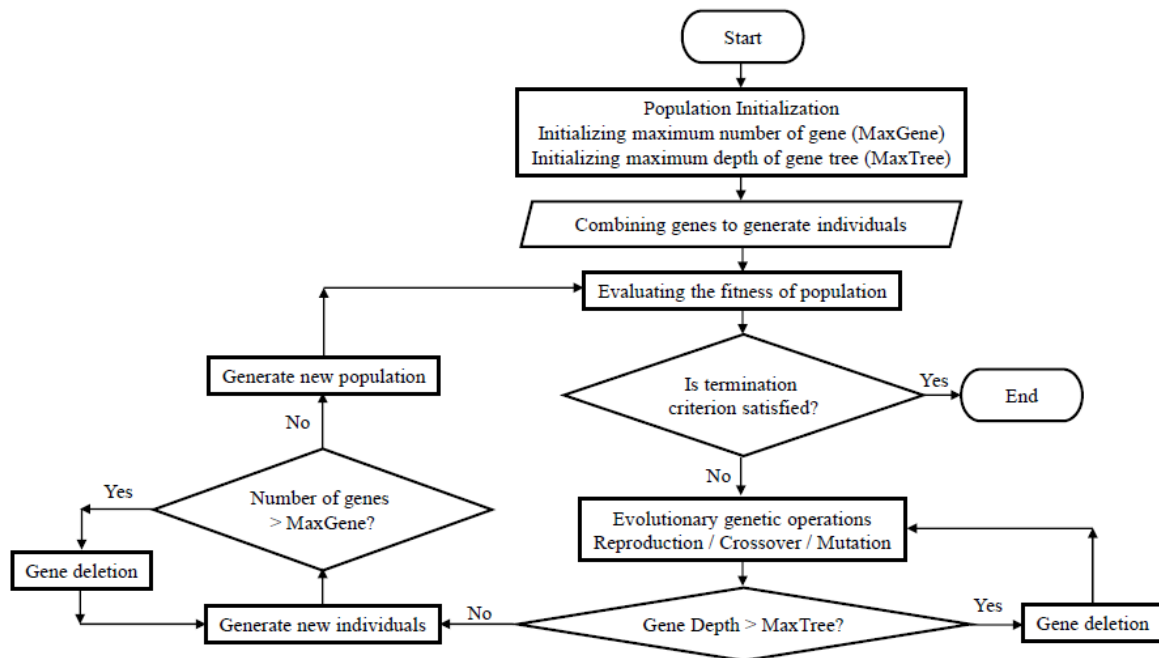 Start
Population Initialization
Initializing maximum number of gene (MaxGene)
Initializing maximum depth of gene tree (MaxTree)
Combining genes to generate individuals
Evaluating the fitness of population
Generate new population
Is termination
criterion satisfied?
Yes
End
No
No
Yes
Number of genes
> MaxGene?
Evolutionary genetic operations
Reproduction / Crossover / Mutation
Gene deletion
Generate new individuals
No
Gene Depth > MaxTree?
Yes
Gene deletion